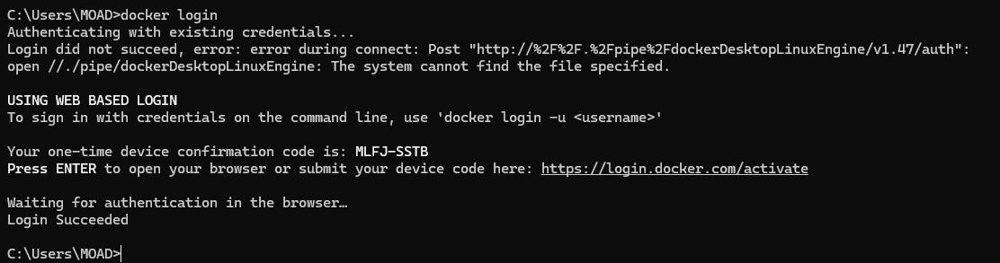 C:\Users\MOAD>docker login
Authenticating with existing credentials...
Login did not succeed, error: error during connect: Post "http://%2F%2F.%2Fpipe%2FdockerDesktopLinuxEngine/v1.47/auth":
open //./pipe/dockerDesktopLinuxEngine: The system cannot find the file specified.
USING WEB BASED LOGIN
To sign in with credentials on the command line, use 'docker login -u <username>'
Your one-time device confirmation code is: MLFJ-SSTB
Press ENTER to open your browser or submit your device code here: https://login.docker.com/activate
Waiting for authentication in the browser…
Login Succeeded
C:\Users\MOAD>